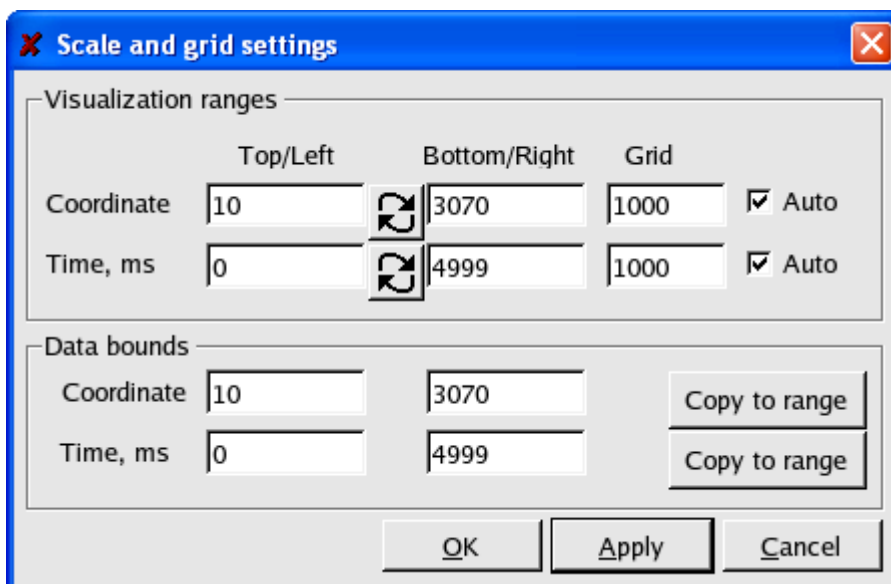 Scale and grid settings
Visualization ranges
Top/Left Bottom/Right Grid
Coordinate 10 3070 1000 Auto
Time, ms 0 4999 1000 Auto
Data bounds
Coordinate 10 3070 Copy to range
Time, ms 0 4999 Copy to range
OK Apply Cancel